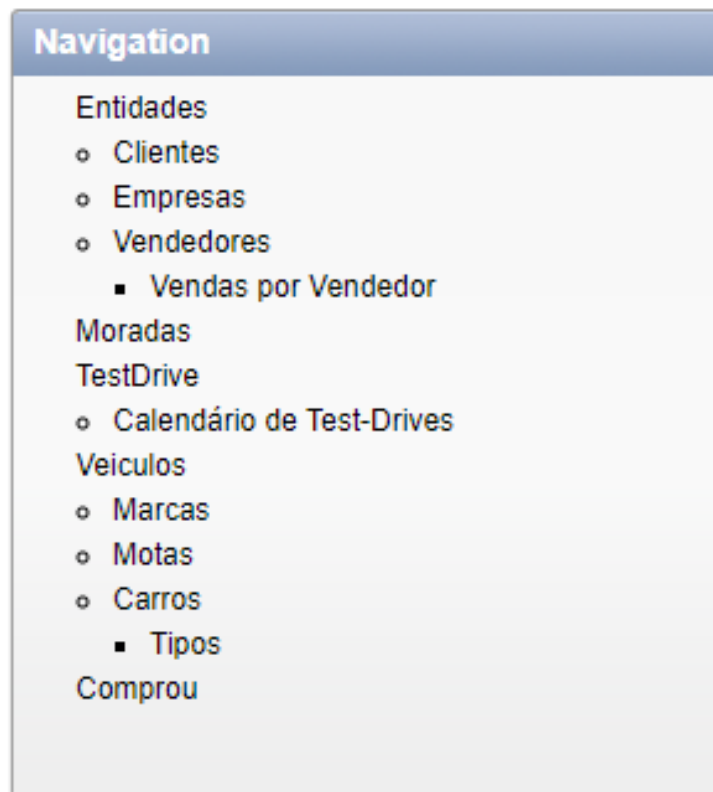 Navigation
Entidades
Clientes
Empresas
Vendedores
Vendas por Vendedor
Moradas
TestDrive
Calendário de Test-Drives
Veiculos
Marcas
Motas
Carros
Tipos
Comprou